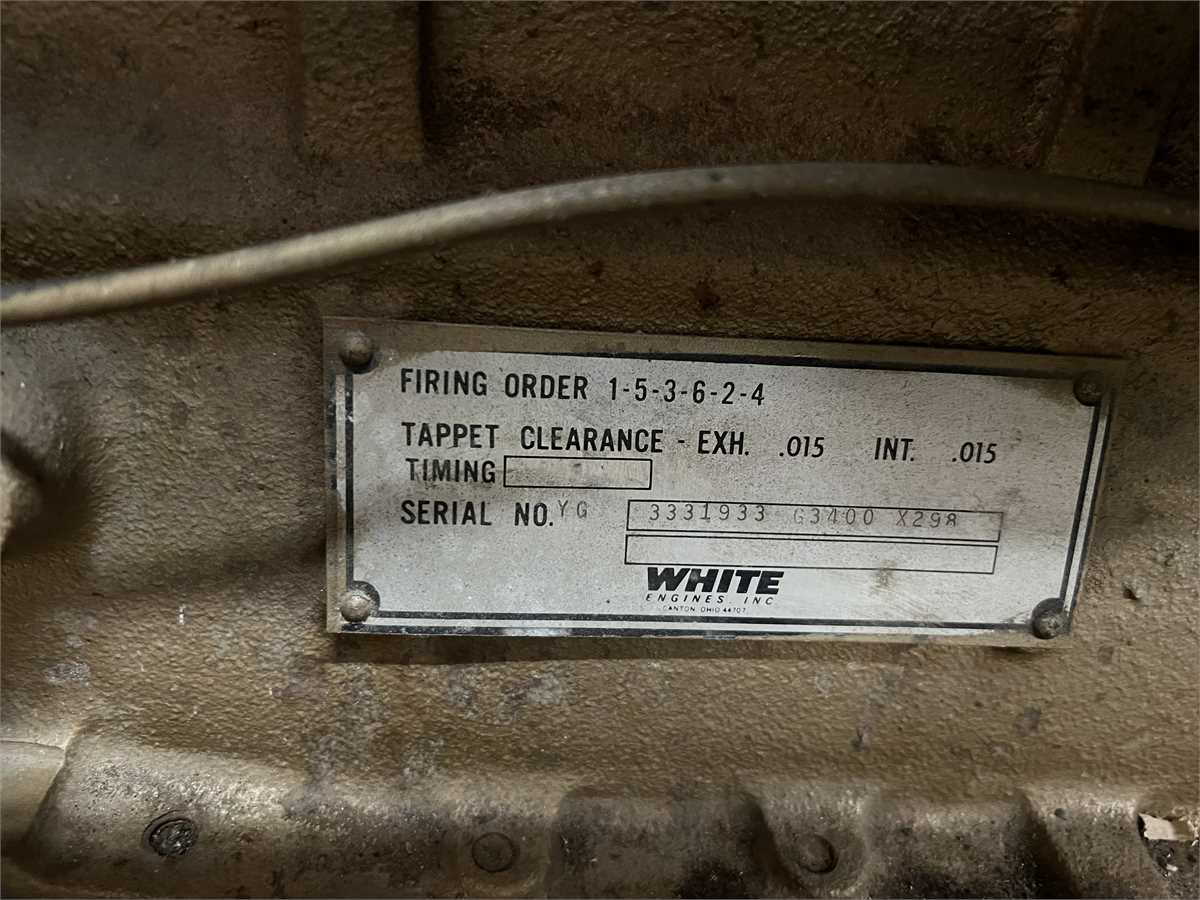 FIRING ORDER 1-5-3-6-2-4
TAPPET CLEARANCE - EXH. .015 INT. .015
TIMING
SERIAL NO. YG 3331933 G3400 X298
WHITE
ENGINES, INC
CANTON, OHIO 44707